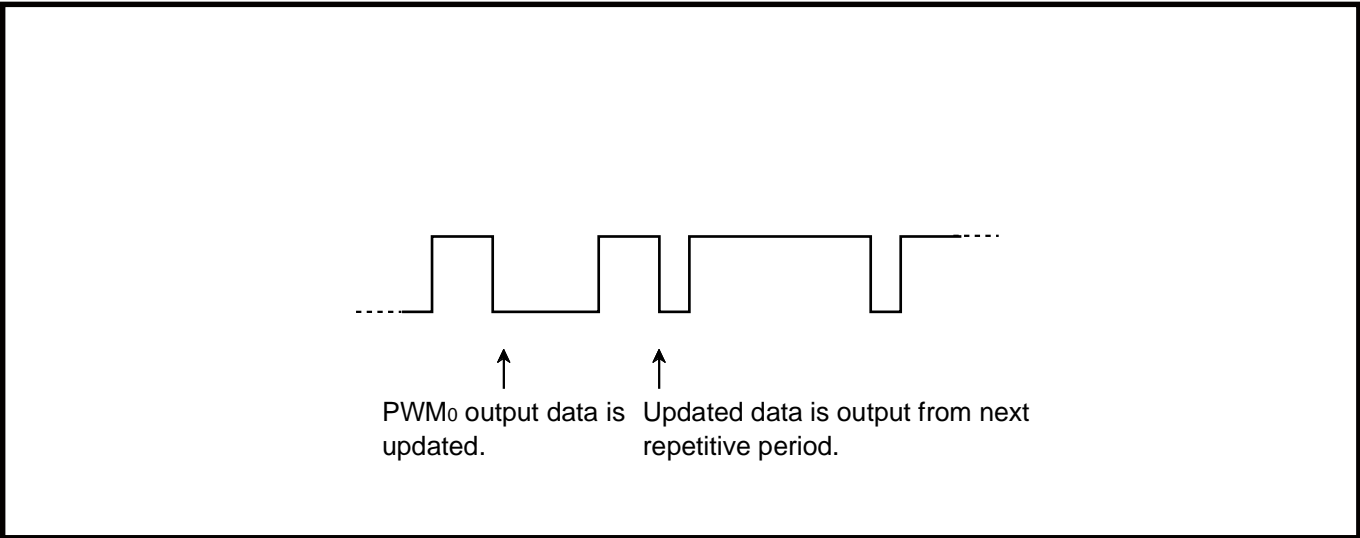 PWM0 output data is updated.
Updated data is output from next repetitive period.